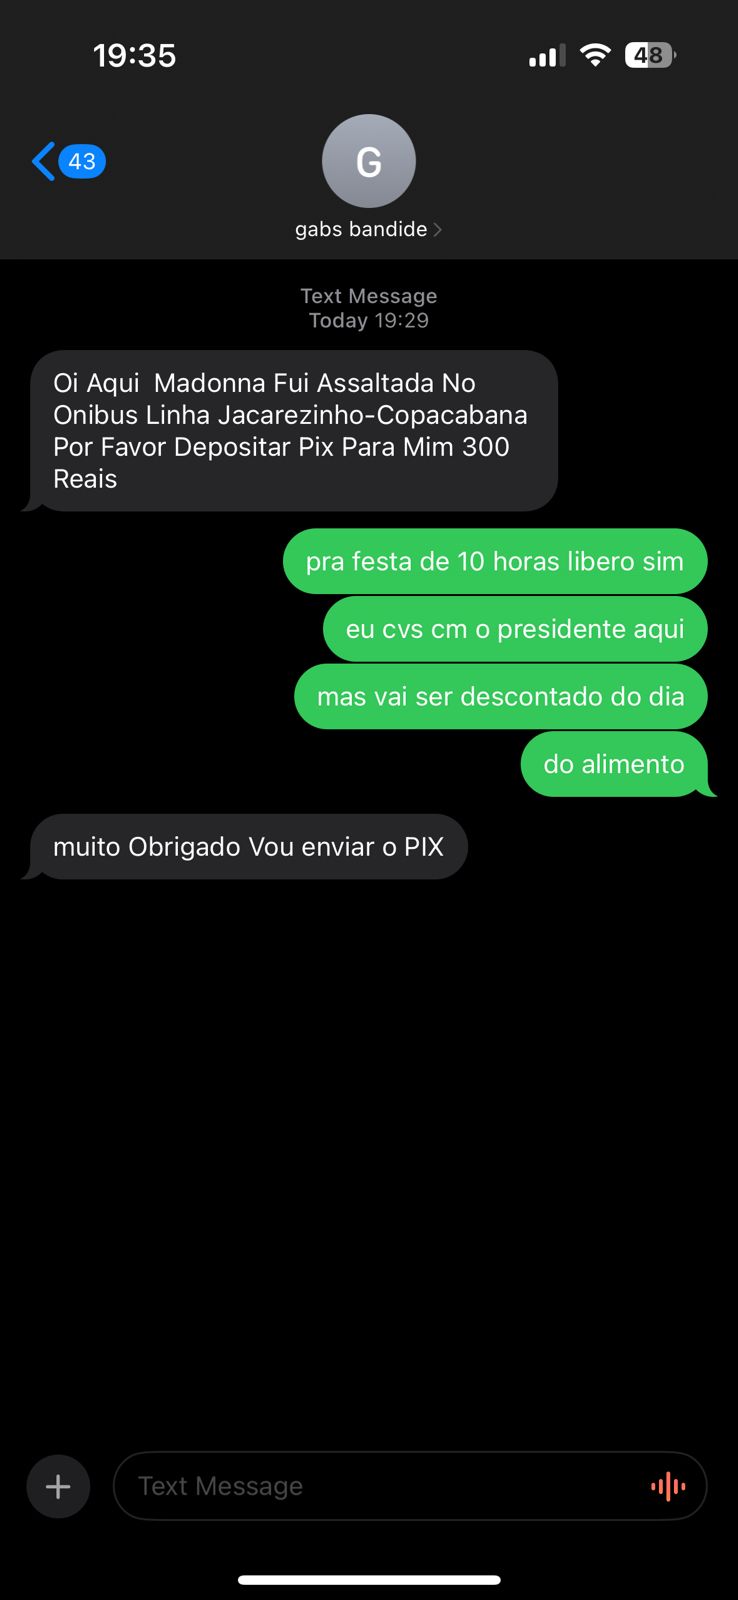 19:35
48
43
G
gabs bandide
Text Message
Today 19:29
Oi Aqui  Madonna Fui Assaltada No
Onibus Linha Jacarezinho-Copacabana
Por Favor Depositar Pix Para Mim 300
Reais
pra festa de 10 horas libero sim
eu cvs cm o presidente aqui
mas vai ser descontado do dia
do alimento
muito Obrigado Vou enviar o PIX
Text Message